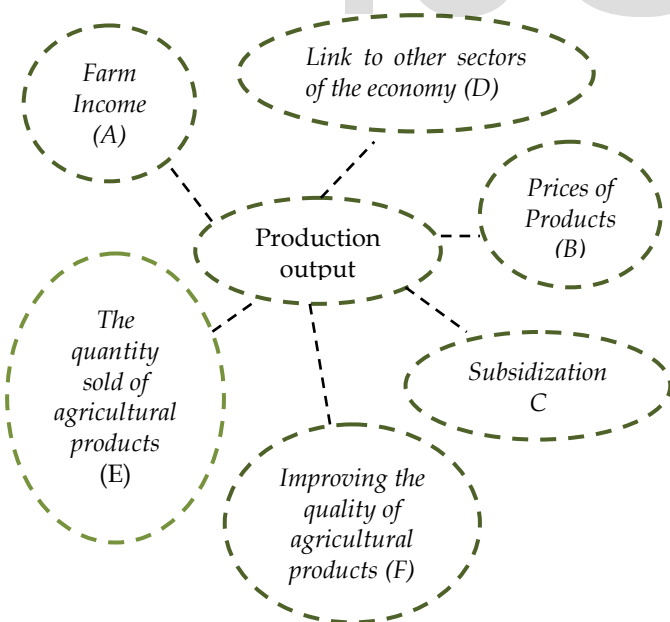 Farm
Income
(A)
Link to other sectors
of the economy (D)
Prices of
Products
(B)
Production
output
The
quantity
sold of
agricultural
products
(E)
Subsidization
C
Improving the
quality of
agricultural
products (F)